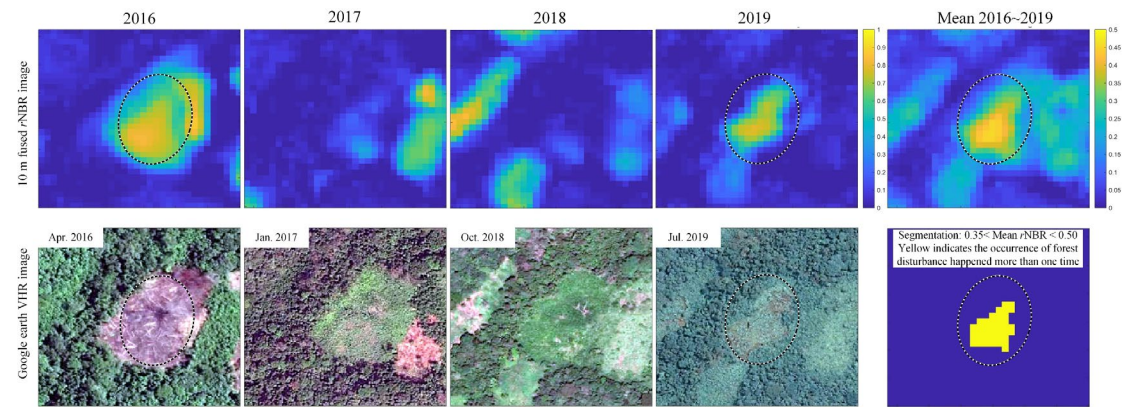 2016
2017
2018
2019
Mean 2016~2019
10 m fused rNBR image
1
0.9
0.8
0.7
0.6
0.5
0.4
0.3
0.2
0.1
0
0.5
0.45
0.4
0.35
0.3
0.25
0.2
0.15
0.1
0.05
0
Google earth VHR image
Apr. 2016
Jan. 2017
Oct. 2018
Jul. 2019
Segmentation: 0.35< Mean rNBR < 0.50
Yellow indicates the occurrence of forest
disturbance happened more than one time